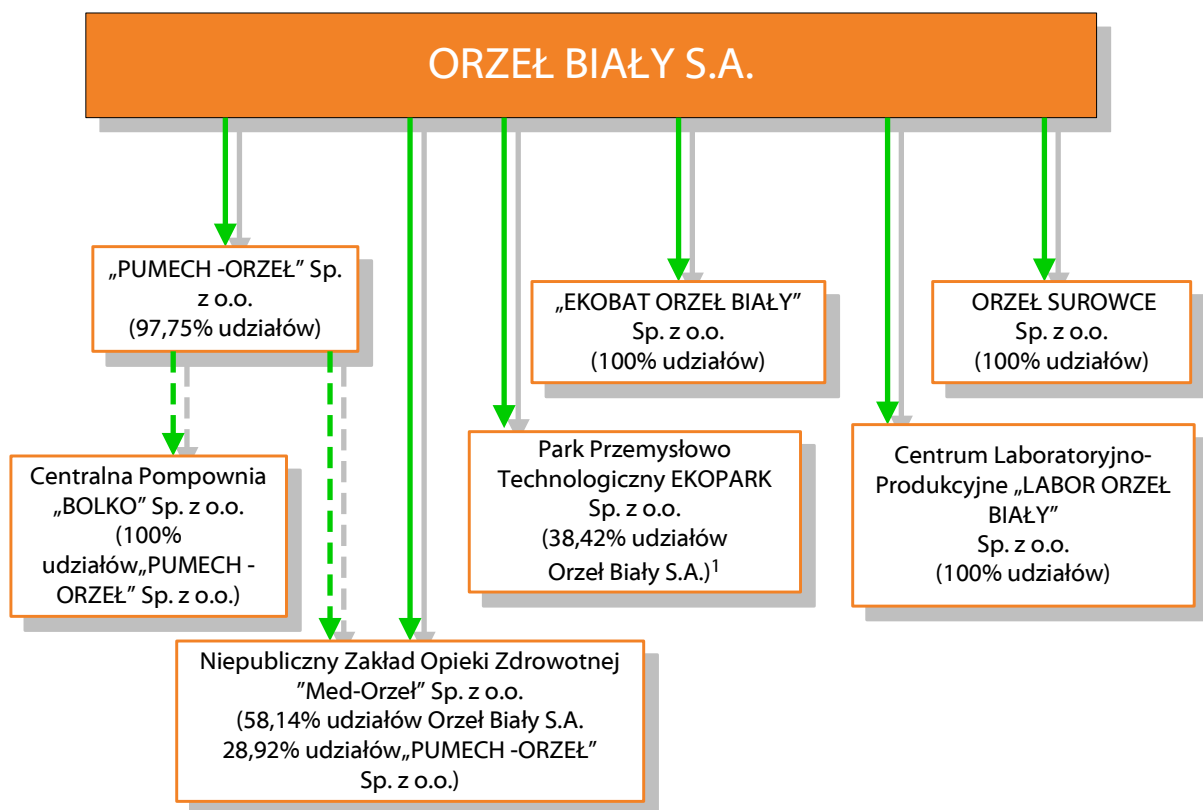 ORZEŁ BIAŁY S.A.
„PUMECH -ORZEŁ” Sp.
z o.o.
(97,75% udziałów)
„EKOBAT ORZEŁ BIAŁY”
Sp. z o.o.
(100% udziałów)
ORZEŁ SUROWCE
Sp. z o.o.
(100% udziałów)
Centralna Pompownia
„BOLKO” Sp. z o.o.
(100%
udziałów„PUMECH -
ORZEŁ” Sp. z o.o.)
Park Przemysłowo
Technologiczny EKOPARK
Sp. z o.o.
(38,42% udziałów
Orzeł Biały S.A.)¹
Centrum Laboratoryjno-
Produkcyjne „LABOR ORZEŁ
BIAŁY”
Sp. z o.o.
(100% udziałów)
Niepubliczny Zakład Opieki Zdrowotnej
”Med-Orzeł” Sp. z o.o.
(58,14% udziałów Orzeł Biały S.A.
28,92% udziałów„PUMECH -ORZEŁ”
Sp. z o.o.)